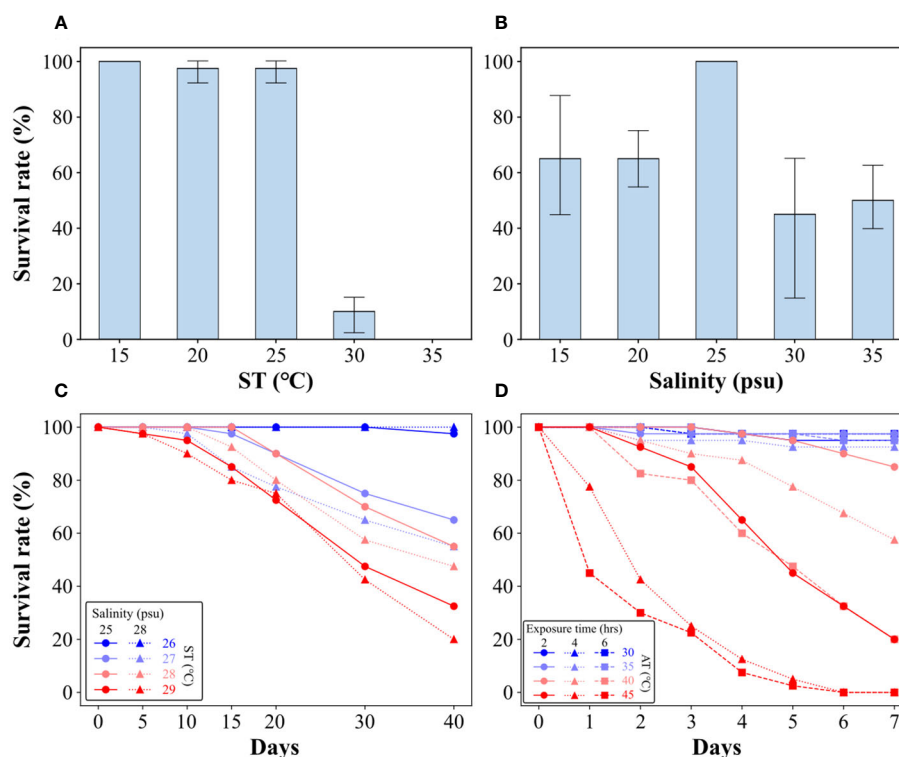 A
Survival rate (%)
100
80
60
40
20
0
15 20 25 30 35
ST (℃)
B
100
80
60
40
20
0
15 20 25 30 35
Salinity (psu)
C
Survival rate (%)
100
80
60
40
20
0
Salinity (psu)
25 28
26
27
28
29
ST (℃)
0 5 10 15 20 30 40
Days
D
100
80
60
40
20
0
Exposure time (hrs)
2 4 6
30
35
40
45
AT (℃)
0 1 2 3 4 5 6 7
Days